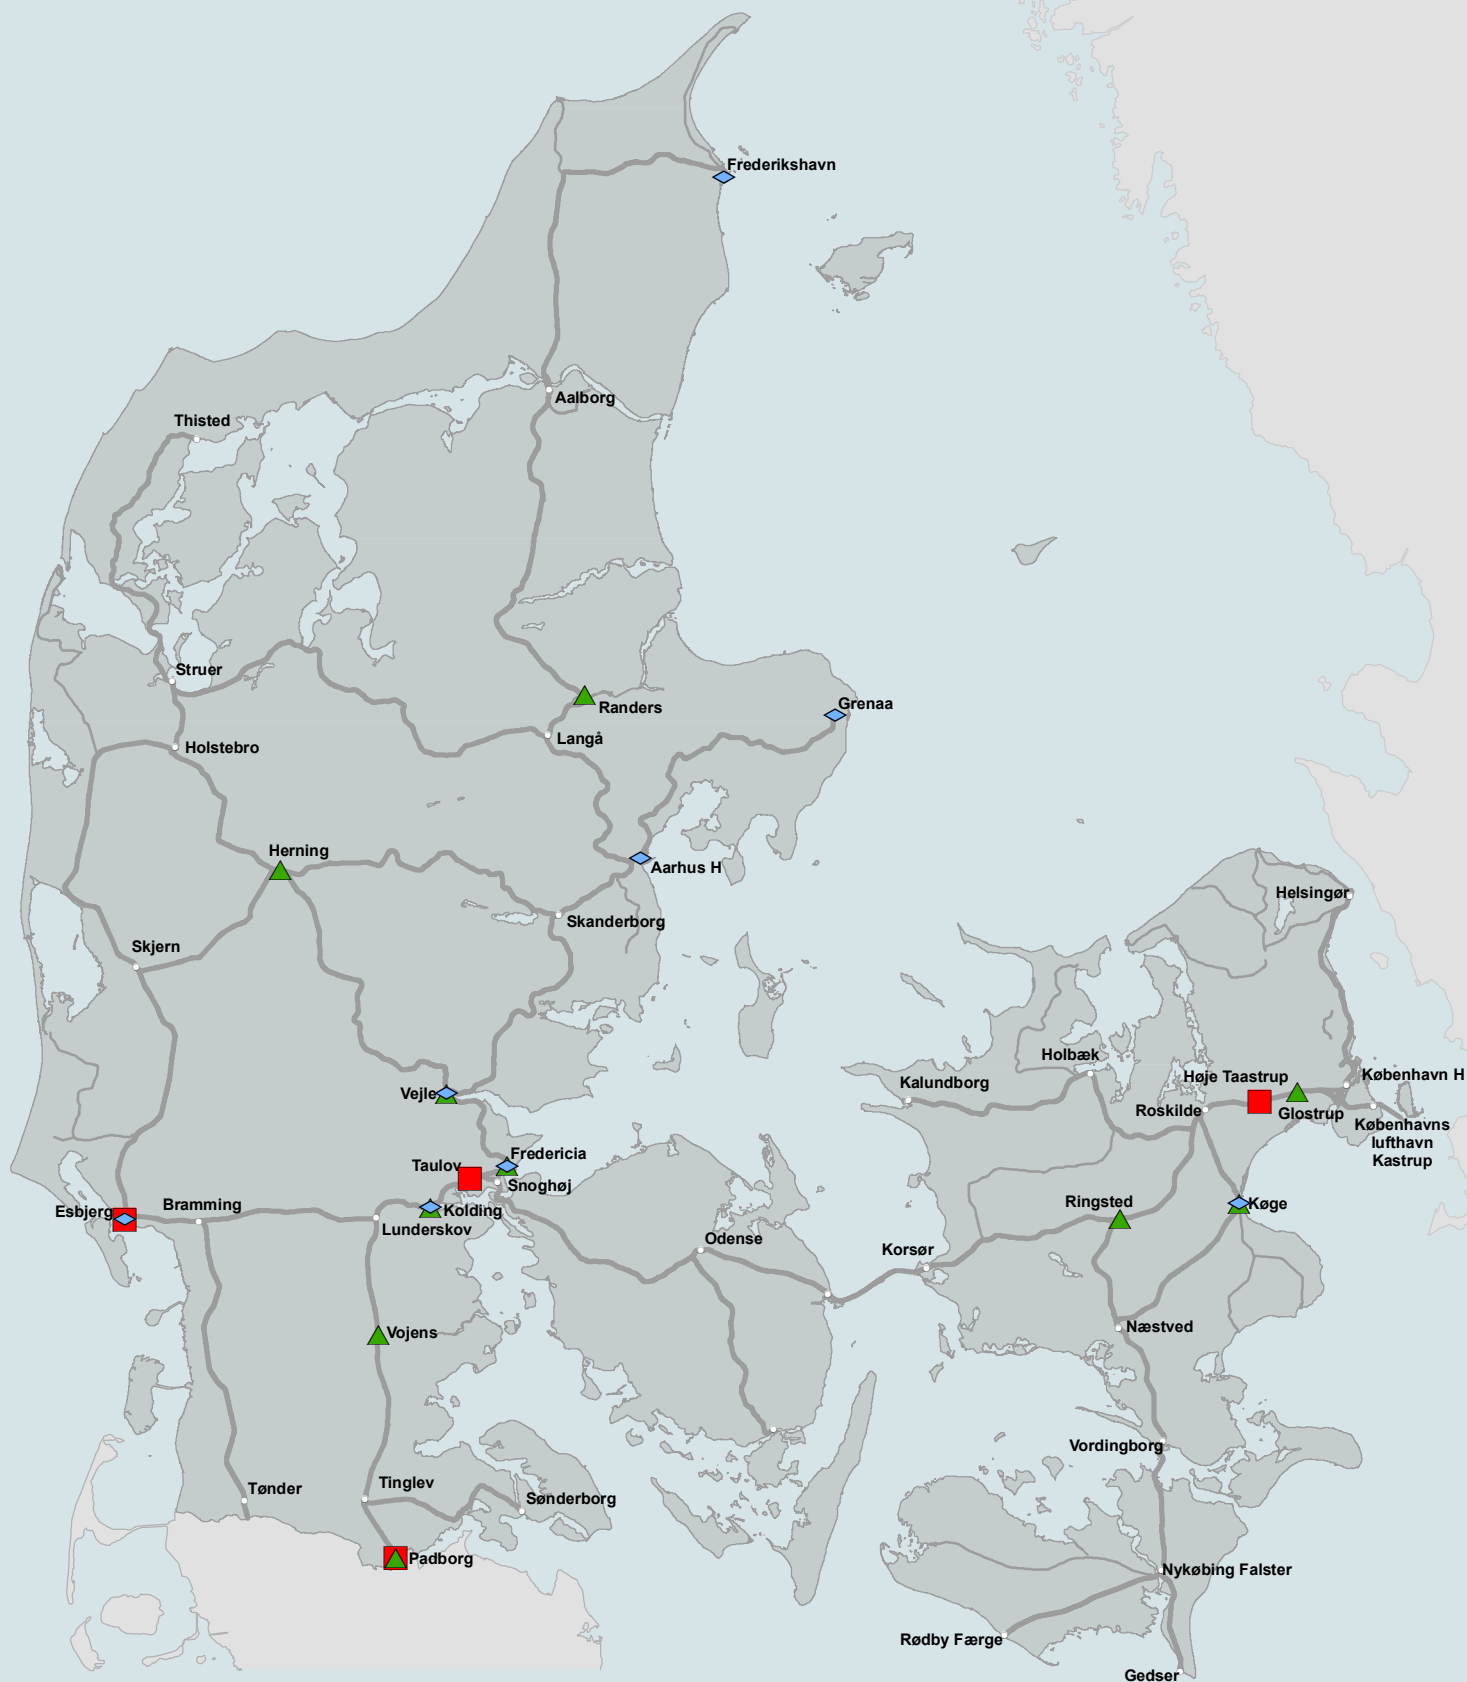 Frederikshavn
Aalborg
Thisted
Struer
Randers
Grenaa
Langå
Holstebro
Herning
Aarhus H
Helsingør
Skanderborg
Skjern
Holbæk
Høje Taastrup
København H
Kalundborg
Vejle
Roskilde
Glostrup
Københavns
lufthavn
Kastrup
Fredericia
Taulov
Snoghøj
Ringsted
Køge
Esbjerg
Bramming
Kolding
Lunderskov
Odense
Korsør
Næstved
Vojens
Vordingborg
Tinglev
Tønder
Sønderborg
Padborg
Nykøbing Falster
Rødby Færge
Gedser